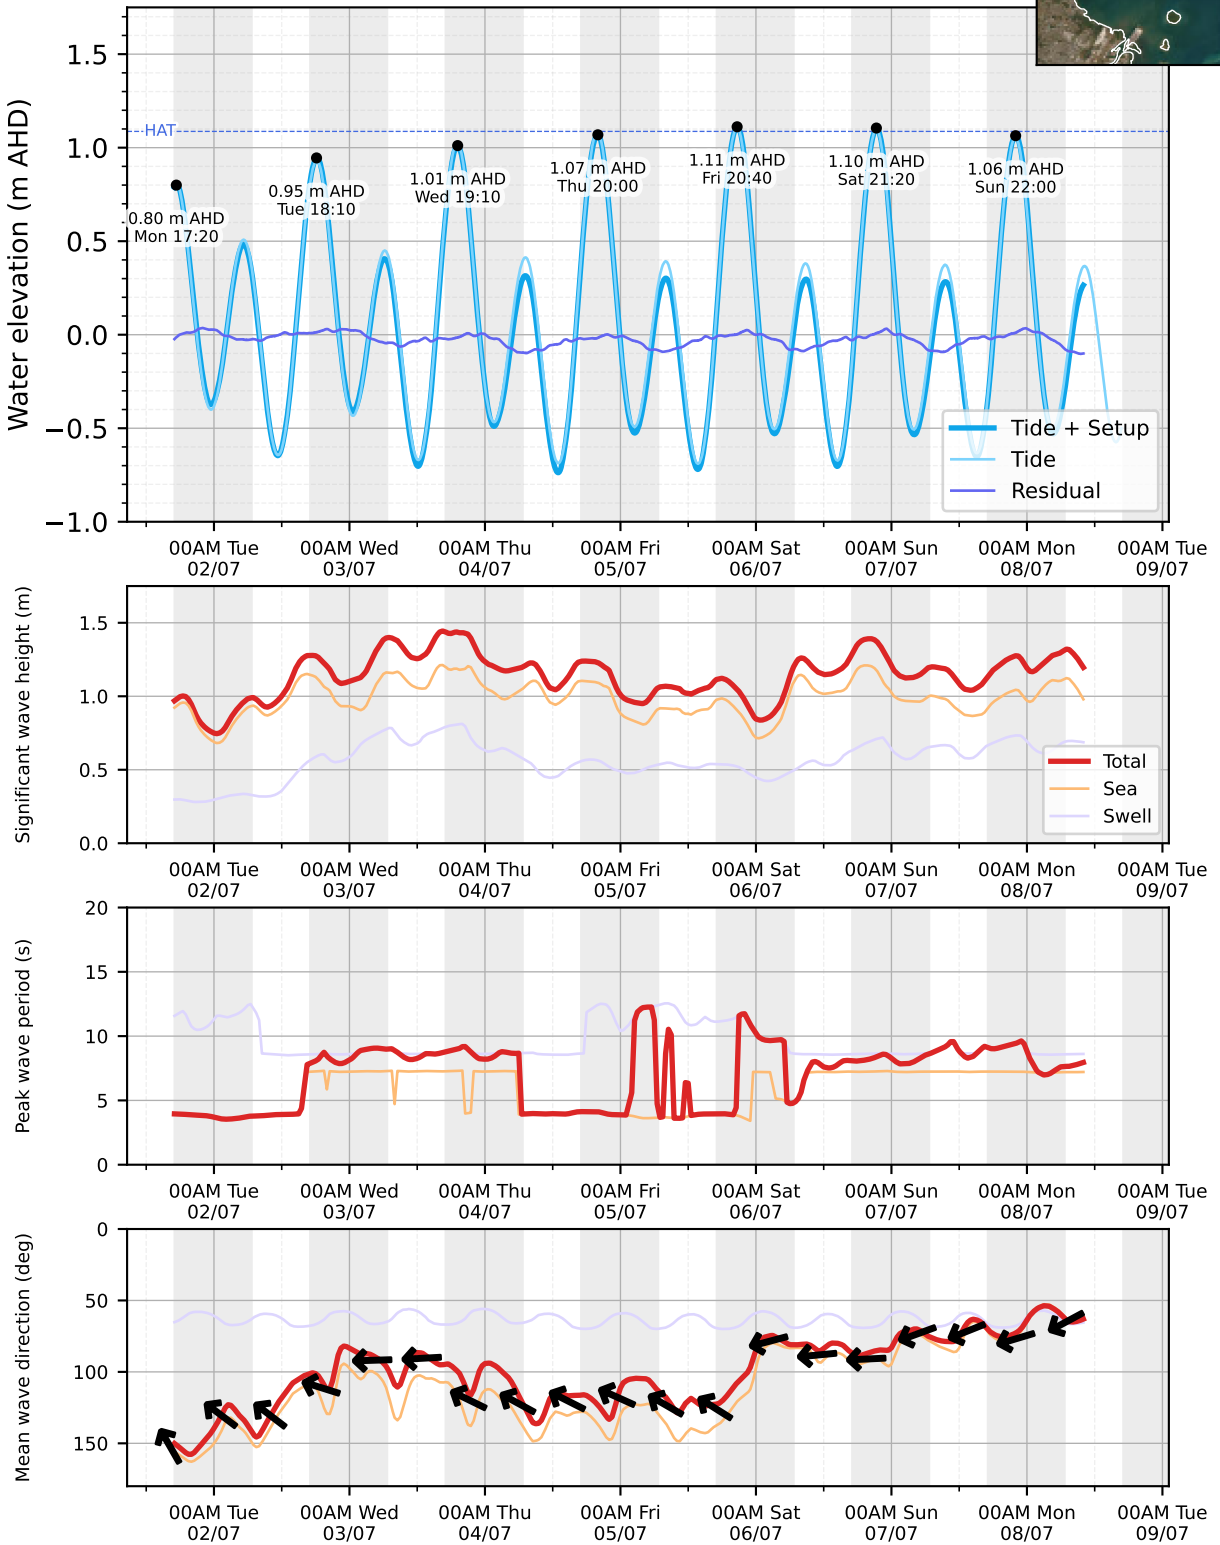 Water elevation (m AHD)
1.5
1.0
0.5
0.0
−0.5
−1.0
HAT
0.80 m AHD
Mon 17:20
0.95 m AHD
Tue 18:10
1.01 m AHD
Wed 19:10
1.07 m AHD
Thu 20:00
1.11 m AHD
Fri 20:40
1.10 m AHD
Sat 21:20
1.06 m AHD
Sun 22:00
Tide + Setup
Tide
Residual
00AM Tue 00AM Wed 00AM Thu 00AM Fri 00AM Sat 00AM Sun 00AM Mon 00AM Tue
02/07 03/07 04/07 05/07 06/07 07/07 08/07 09/07
Significant wave height (m)
1.5
1.0
0.5
0.0
Total
Sea
Swell
00AM Tue 00AM Wed 00AM Thu 00AM Fri 00AM Sat 00AM Sun 00AM Mon 00AM Tue
02/07 03/07 04/07 05/07 06/07 07/07 08/07 09/07
Peak wave period (s)
20
15
10
5
0
00AM Tue 00AM Wed 00AM Thu 00AM Fri 00AM Sat 00AM Sun 00AM Mon 00AM Tue
02/07 03/07 04/07 05/07 06/07 07/07 08/07 09/07
Mean wave direction (deg)
0
50
100
150
00AM Tue 00AM Wed 00AM Thu 00AM Fri 00AM Sat 00AM Sun 00AM Mon 00AM Tue
02/07 03/07 04/07 05/07 06/07 07/07 08/07 09/07